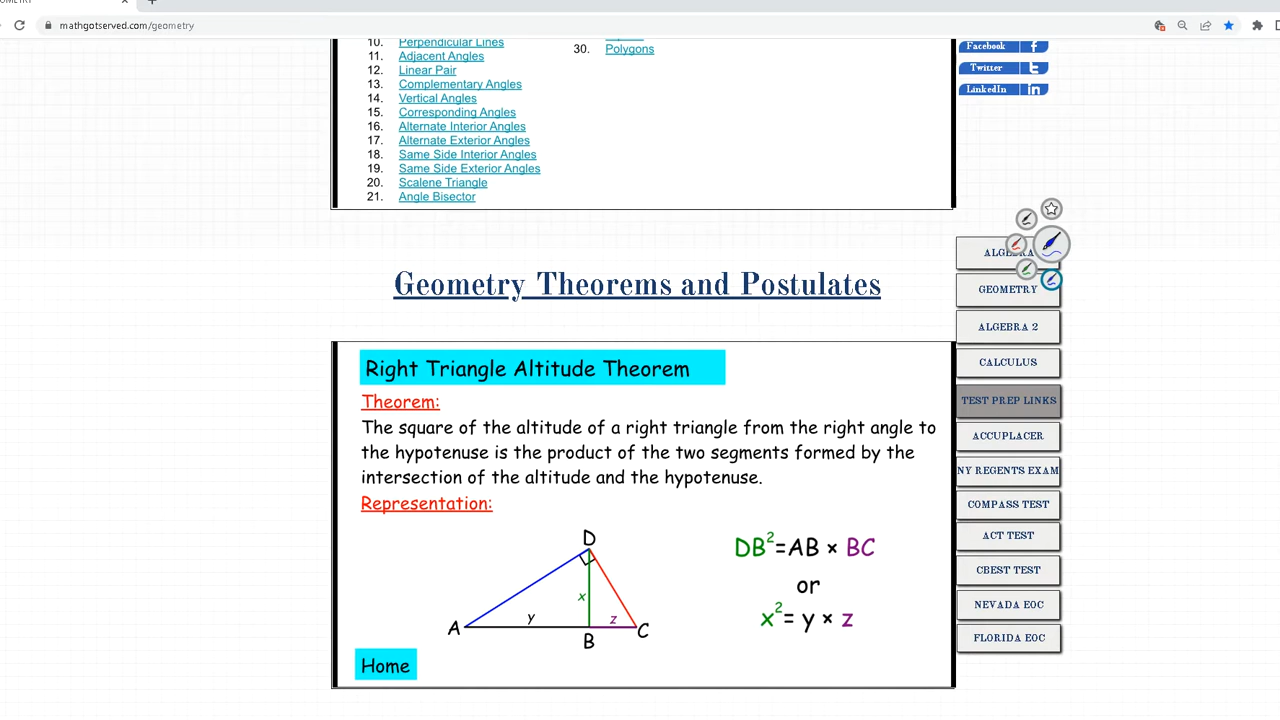 mathgotserved.com/geometry
10. Perpendicular Lines
11. Adjacent Angles
12. Linear Pair
13. Complementary Angles
14. Vertical Angles
15. Corresponding Angles
16. Alternate Interior Angles
17. Alternate Exterior Angles
18. Same Side Interior Angles
19. Same Side Exterior Angles
20. Scalene Triangle
21. Angle Bisector
30. Polygons
Facebook
Twitter
LinkedIn
Geometry Theorems and Postulates
Right Triangle Altitude Theorem
Theorem:
The square of the altitude of a right triangle from the right angle to
the hypotenuse is the product of the two segments formed by the
intersection of the altitude and the hypotenuse.
Representation:
D
x
y
z
A
B
C
DB²=AB × BC
or
x²= y × z
Home
ALGEBRA
GEOMETRY
ALGEBRA 2
CALCULUS
TEST PREP LINKS
ACCUPLACER
NY REGENTS EXAM
COMPASS TEST
ACT TEST
CBEST TEST
NEVADA EOC
FLORIDA EOC